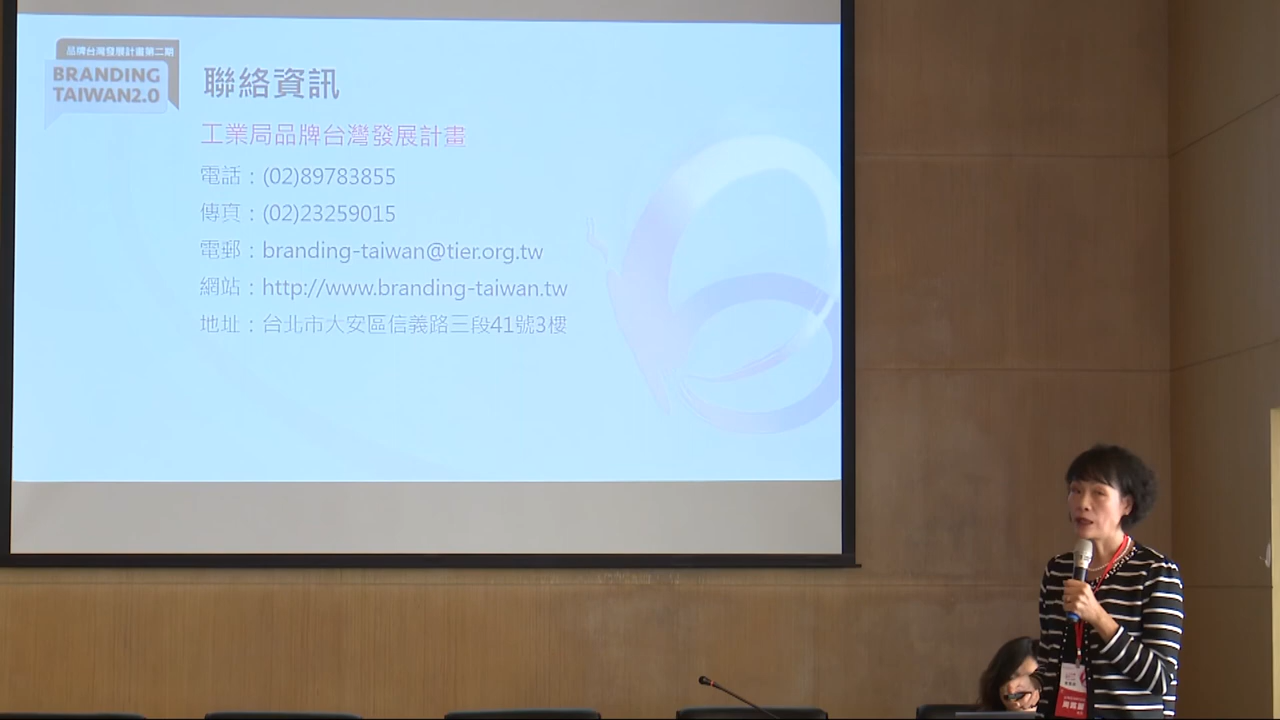 品牌台灣發展計畫第二期
BRANDING
TAIWAN2.0
聯絡資訊
工業局品牌台灣發展計畫
電話：(02)89783855
傳真：(02)23259015
電郵：branding-taiwan@tier.org.tw
網站：http://www.branding-taiwan.tw
地址：台北市大安區信義路三段41號3樓